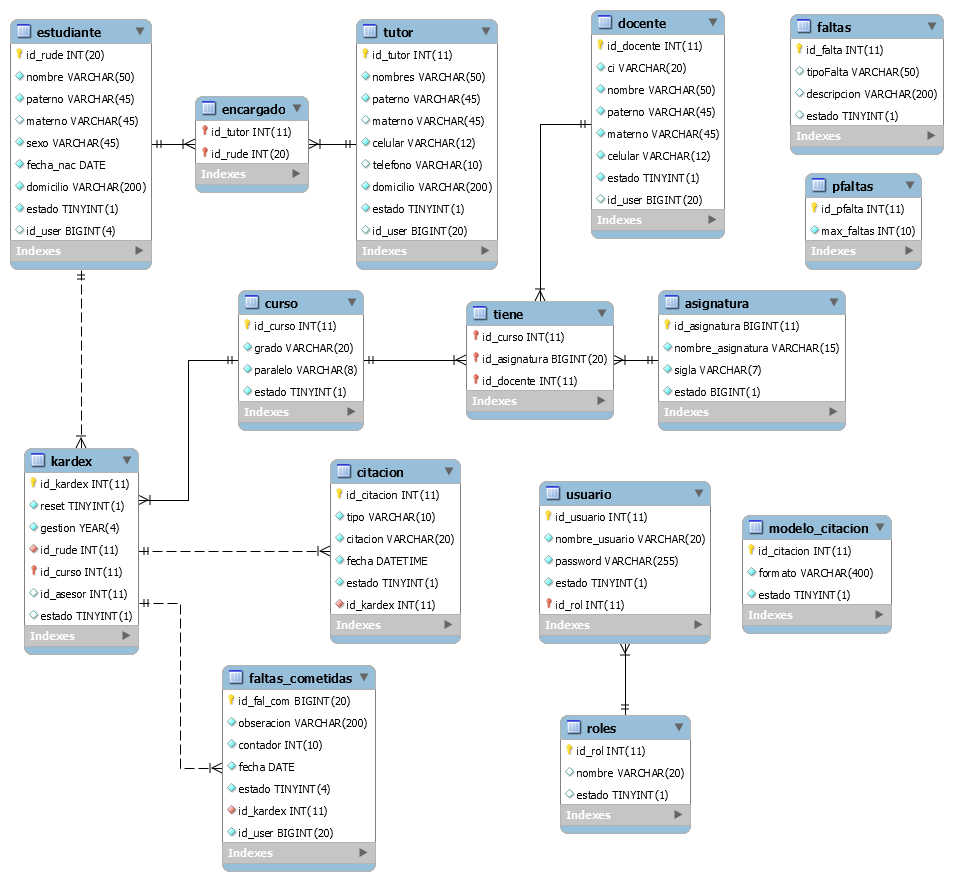 estudiante
id_rude INT(20)
nombre VARCHAR(50)
paterno VARCHAR(45)
materno VARCHAR(45)
sexo VARCHAR(45)
fecha_nac DATE
domicilio VARCHAR(200)
estado TINYINT(1)
id_user BIGINT(4)
Indexes
encargado
id_tutor INT(11)
id_rude INT(20)
Indexes
tutor
id_tutor INT(11)
nombres VARCHAR(50)
paterno VARCHAR(45)
materno VARCHAR(45)
celular VARCHAR(12)
telefono VARCHAR(10)
domicilio VARCHAR(200)
estado TINYINT(1)
id_user BIGINT(20)
Indexes
docente
id_docente INT(11)
ci VARCHAR(20)
nombre VARCHAR(50)
paterno VARCHAR(45)
materno VARCHAR(45)
celular VARCHAR(12)
estado TINYINT(1)
id_user BIGINT(20)
Indexes
faltas
id_falta INT(11)
tipoFalta VARCHAR(50)
descripcion VARCHAR(200)
estado TINYINT(1)
Indexes
pfaltas
id_pfalta INT(11)
max_faltas INT(10)
Indexes
curso
id_curso INT(11)
grado VARCHAR(20)
paralelo VARCHAR(8)
estado TINYINT(1)
Indexes
tiene
id_curso INT(11)
id_asignatura BIGINT(20)
id_docente INT(11)
Indexes
asignatura
id_asignatura BIGINT(11)
nombre_asignatura VARCHAR(15)
sigla VARCHAR(7)
estado BIGINT(1)
Indexes
kardex
id_kardex INT(11)
reset TINYINT(1)
gestion YEAR(4)
id_rude INT(11)
id_curso INT(11)
id_asesor INT(11)
estado TINYINT(1)
Indexes
citacion
id_citacion INT(11)
tipo VARCHAR(10)
citacion VARCHAR(20)
fecha DATETIME
estado TINYINT(1)
id_kardex INT(11)
Indexes
usuario
id_usuario INT(11)
nombre_usuario VARCHAR(20)
password VARCHAR(255)
estado TINYINT(1)
id_rol INT(11)
Indexes
modelo_citacion
id_citacion INT(11)
formato VARCHAR(400)
estado TINYINT(1)
Indexes
faltas_cometidas
id_fal_com BIGINT(20)
obseracion VARCHAR(200)
contador INT(10)
fecha DATE
estado TINYINT(4)
id_kardex INT(11)
id_user BIGINT(20)
Indexes
roles
id_rol INT(11)
nombre VARCHAR(20)
estado TINYINT(1)
Indexes